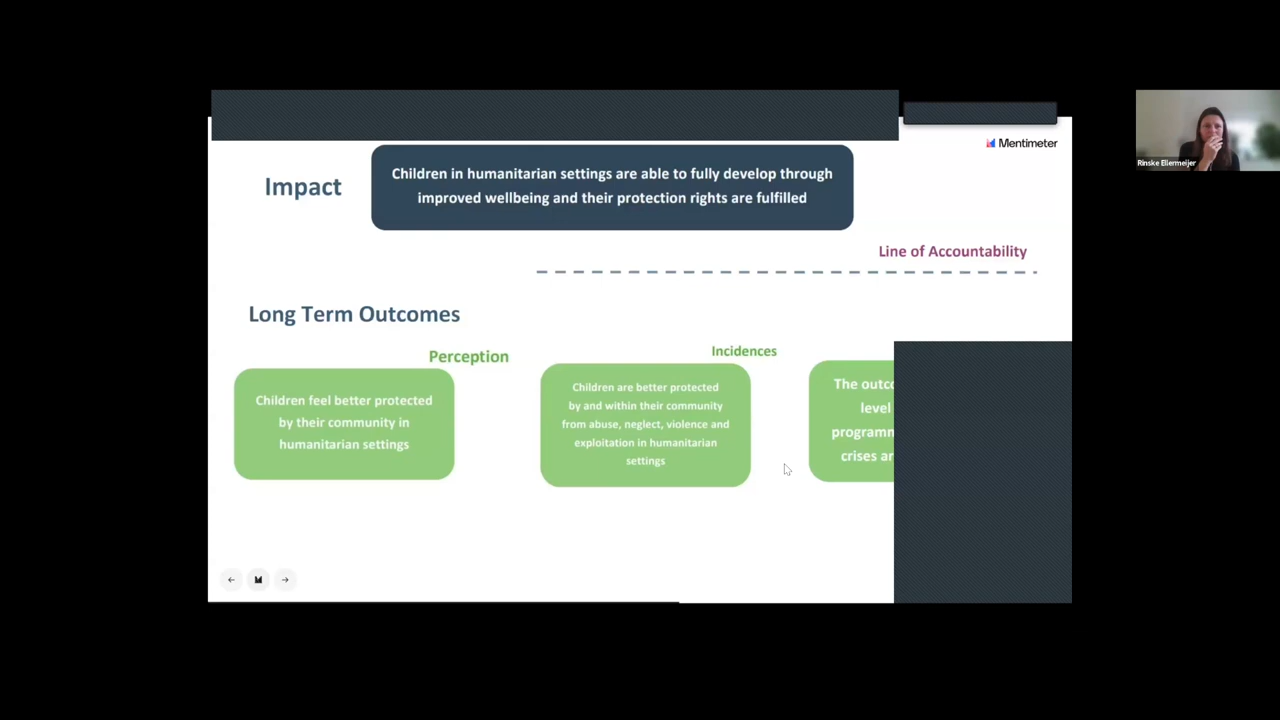 Mentimeter
Impact
Children in humanitarian settings are able to fully develop through
improved wellbeing and their protection rights are fulfilled
Rinske Ellermeijer
Line of Accountability
Long Term Outcomes
Perception
Incidences
Children feel better protected
by their community in
humanitarian settings
Children are better protected
by and within their community
from abuse, neglect, violence and
exploitation in humanitarian
settings
The
level